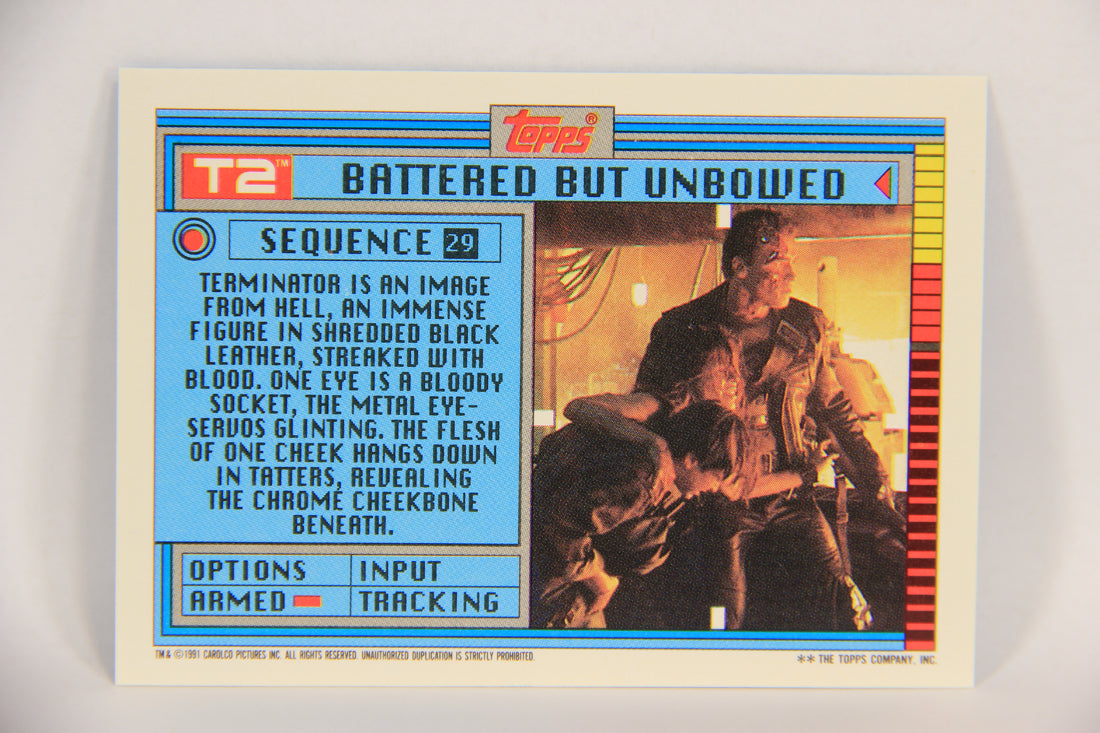 Topps®
T2™
BATTERED BUT UNBOWED
SEQUENCE 29
TERMINATOR IS AN IMAGE
FROM HELL, AN IMMENSE
FIGURE IN SHREDDED BLACK
LEATHER, STREAKED WITH
BLOOD. ONE EYE IS A BLOODY
SOCKET, THE METAL EYE-
SERVOS GLINTING. THE FLESH
OF ONE CHEEK HANGS DOWN
IN TATTERS, REVEALING
THE CHROME CHEEKBONE
BENEATH.
OPTIONS INPUT
ARMED TRACKING
TM & ©1991 CAROLCO PICTURES INC. ALL RIGHTS RESERVED. UNAUTHORIZED DUPLICATION IS STRICTLY PROHIBITED.
** THE TOPPS COMPANY, INC.